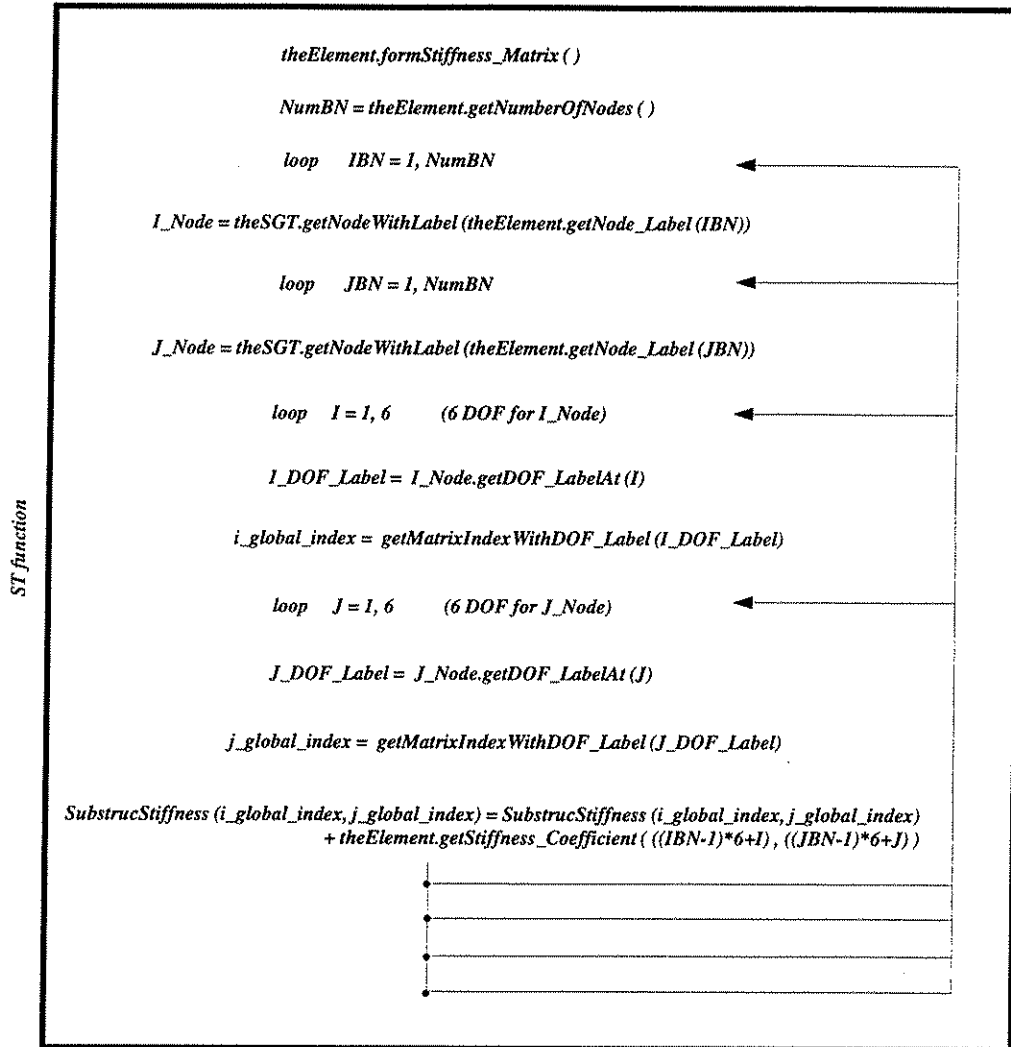 theElement.formStiffness_Matrix ( )
NumBN = theElement.getNumberOfNodes ( )
loop IBN = 1, NumBN
I_Node = theSGT.getNodeWithLabel (theElement.getNode_Label (IBN))
loop JBN = 1, NumBN
J_Node = theSGT.getNodeWithLabel (theElement.getNode_Label (JBN))
loop I = 1, 6 (6 DOF for I_Node)
I_DOF_Label = I_Node.getDOF_LabelAt (I)
i_global_index = getMatrixIndexWithDOF_Label (I_DOF_Label)
loop J = 1, 6 (6 DOF for J_Node)
J_DOF_Label = J_Node.getDOF_LabelAt (J)
j_global_index = getMatrixIndexWithDOF_Label (J_DOF_Label)
SubstrucStiffness (i_global_index, j_global_index) = SubstrucStiffness (i_global_index, j_global_index)
+ theElement.getStiffness_Coefficient ( ((IBN-1)*6+I) , ((JBN-1)*6+J) )
ST function